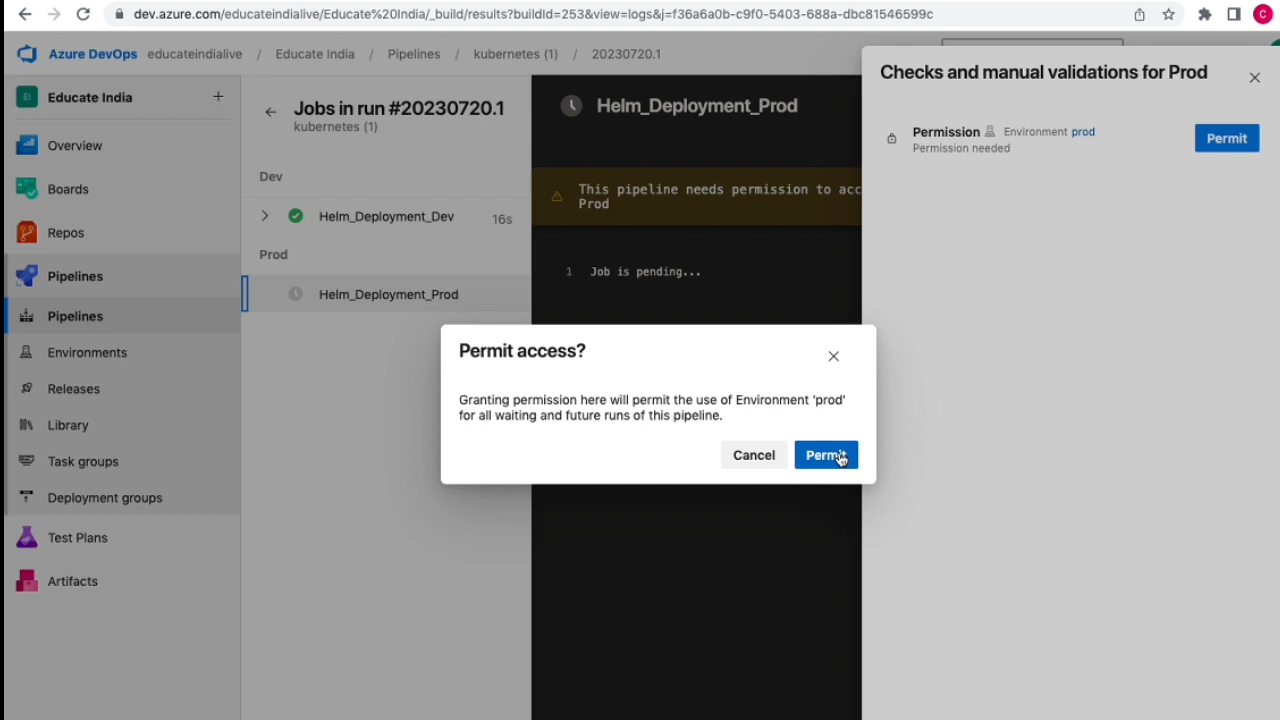 dev.azure.com/educateindialive/Educate%20India/_build/results?buildId=253&view=logs&j=f36a6a0b-c9f0-5403-688a-dbc81546599c
C
Azure DevOps educateindialive / Educate India / Pipelines / kubernetes (1) / 20230720.1
EI Educate India +
Overview
Boards
Repos
Pipelines
Pipelines
Environments
Releases
Library
Task groups
Deployment groups
Test Plans
Artifacts
Jobs in run #20230720.1
kubernetes (1)
Dev
Helm_Deployment_Dev 16s
Prod
Helm_Deployment_Prod
Helm_Deployment_Prod
This pipeline needs permission to acc
Prod
1 Job is pending...
Checks and manual validations for Prod
Permission Environment prod
Permission needed
Permit
Permit access?
Granting permission here will permit the use of Environment 'prod'
for all waiting and future runs of this pipeline.
Cancel
Permit